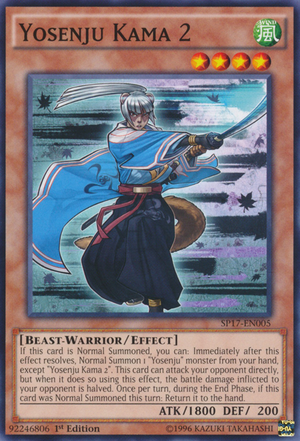 Yosenju Kama 2
WIND
風
SP17-EN005
[Beast-Warrior/Effect]
If this card is Normal Summoned, you can: Immediately after this
effect resolves, Normal Summon 1 "Yosenju" monster from your hand,
except "Yosenju Kama 2". This card can attack your opponent directly,
but when it does so using this effect, the battle damage inflicted to
your opponent is halved. Once per turn, during the End Phase, if this
card was Normal Summoned this turn: Return it to the hand.
ATK/1800 DEF/ 200
92246806 1st Edition ©1996 KAZUKI TAKAHASHI